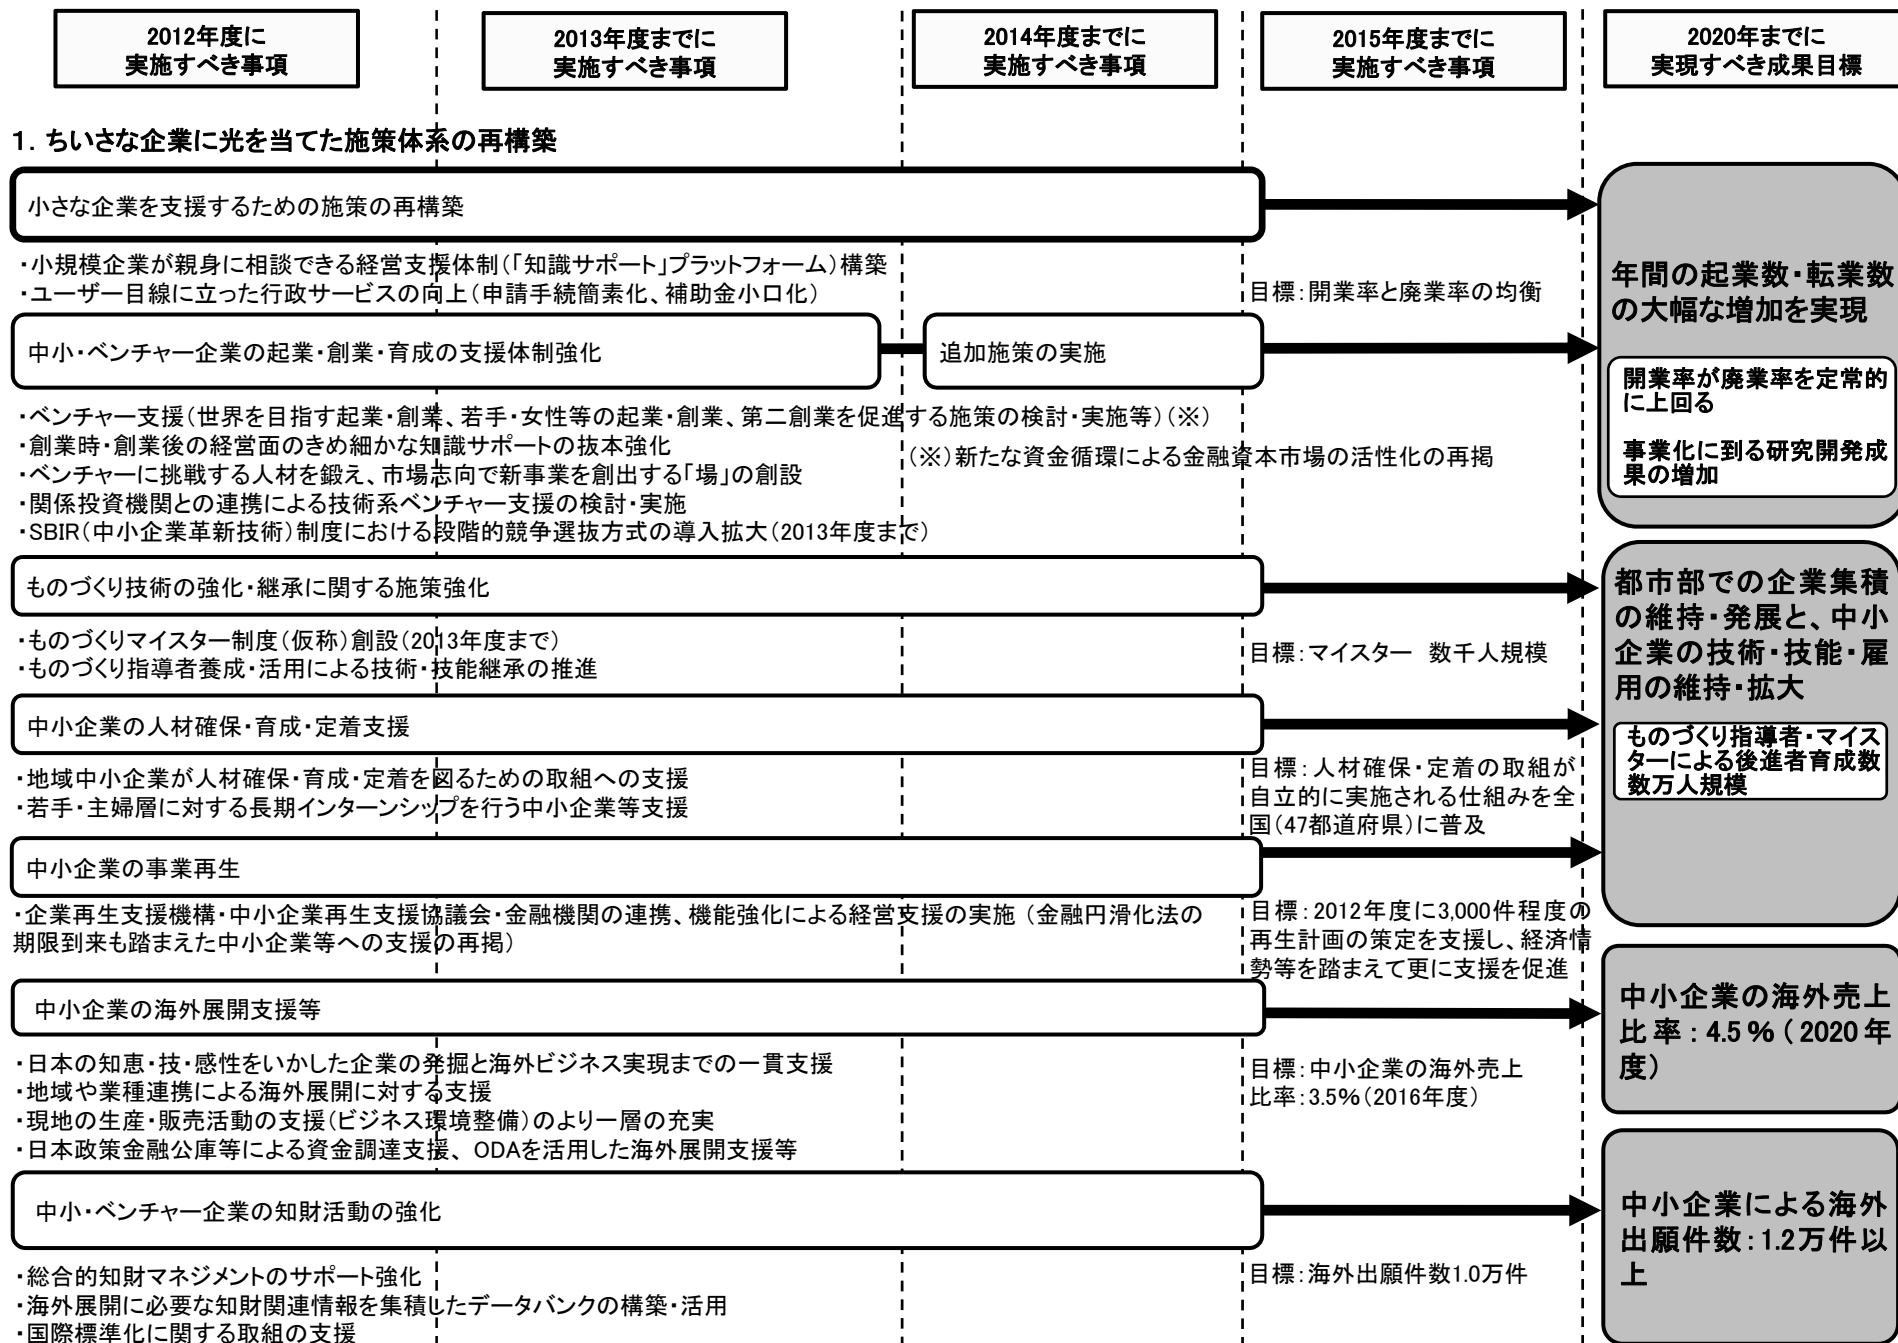 2012年度に
実施すべき事項
2013年度までに
実施すべき事項
2014年度までに
実施すべき事項
2015年度までに
実施すべき事項
2020年までに
実現すべき成果目標
１．ちいさな企業に光を当てた施策体系の再構築
小さな企業を支援するための施策の再構築
・小規模企業が親身に相談できる経営支援体制（「知識サポート」プラットフォーム）構築
・ユーザー目線に立った行政サービスの向上（申請手続簡素化、補助金小口化）
目標：開業率と廃業率の均衡
中小・ベンチャー企業の起業・創業・育成の支援体制強化
追加施策の実施
・ベンチャー支援（世界を目指す起業・創業、若手・女性等の起業・創業、第二創業を促進する施策の検討・実施等）（※）
・創業時・創業後の経営面のきめ細かな知識サポートの抜本強化
（※）新たな資金循環による金融資本市場の活性化の再掲
・ベンチャーに挑戦する人材を鍛え、市場志向で新事業を創出する「場」の創設
・関係投資機関との連携による技術系ベンチャー支援の検討・実施
・SBIR（中小企業革新技術）制度における段階的競争選抜方式の導入拡大（2013年度まで）
年間の起業数・転業数
の大幅な増加を実現
開業率が廃業率を定常的
に上回る
事業化に到る研究開発成
果の増加
ものづくり技術の強化・継承に関する施策強化
・ものづくりマイスター制度（仮称）創設（2013年度まで）
・ものづくり指導者養成・活用による技術・技能継承の推進
目標：マイスター　数千人規模
中小企業の人材確保・育成・定着支援
・地域中小企業が人材確保・育成・定着を図るための取組への支援
・若手・主婦層に対する長期インターンシップを行う中小企業等支援
目標：人材確保・定着の取組が
自立的に実施される仕組みを全
国（47都道府県）に普及
中小企業の事業再生
・企業再生支援機構・中小企業再生支援協議会・金融機関の連携、機能強化による経営支援の実施 （金融円滑化法の
期限到来も踏まえた中小企業等への支援の再掲）
目標：2012年度に3,000件程度の
再生計画の策定を支援し、経済情
勢等を踏まえて更に支援を促進
都市部での企業集積
の維持・発展と、中小
企業の技術・技能・雇
用の維持・拡大
ものづくり指導者・マイス
ターによる後進者育成数
数万人規模
中小企業の海外展開支援等
・日本の知恵・技・感性をいかした企業の発掘と海外ビジネス実現までの一貫支援
・地域や業種連携による海外展開に対する支援
・現地の生産・販売活動の支援（ビジネス環境整備）のより一層の充実
・日本政策金融公庫等による資金調達支援、 ODAを活用した海外展開支援等
目標：中小企業の海外売上
比率：3.5％（2016年度）
中小企業の海外売上
比率：4.5％（2020年
度）
中小・ベンチャー企業の知財活動の強化
・総合的知財マネジメントのサポート強化
・海外展開に必要な知財関連情報を集積したデータバンクの構築・活用
・国際標準化に関する取組の支援
目標：海外出願件数1.0万件
中小企業による海外
出願件数：1.2万件以
上